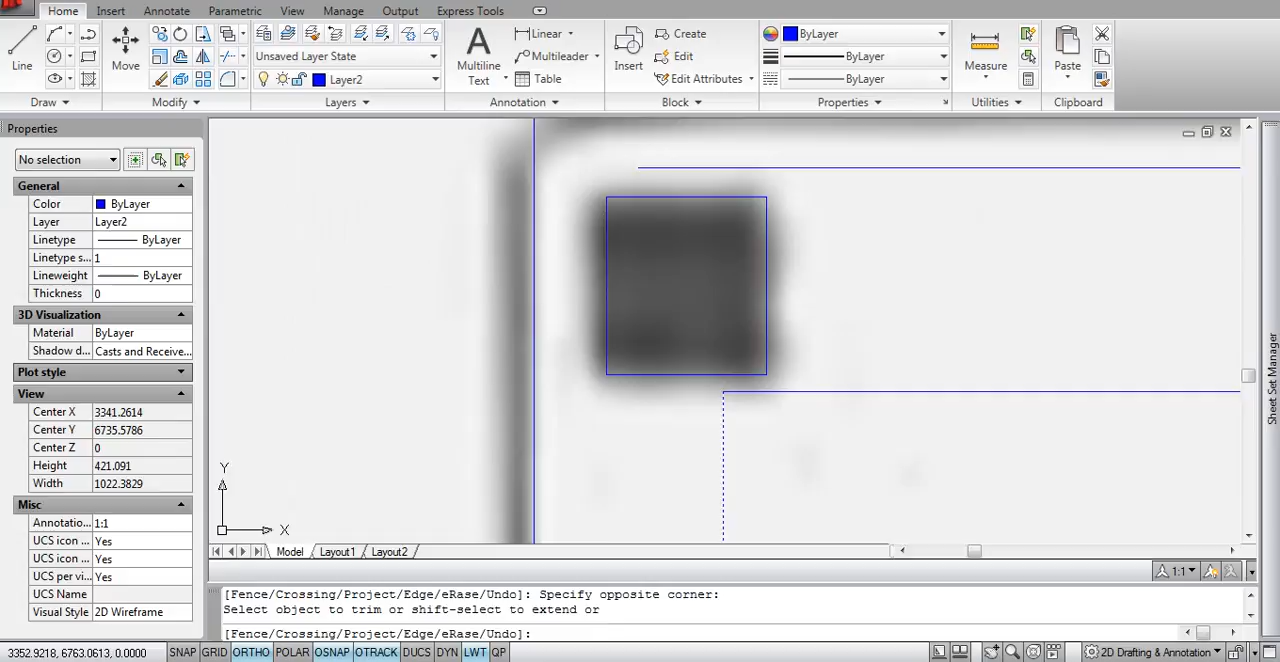 Home Insert Annotate Parametric View Manage Output Express Tools
Line
Move
Unsaved Layer State
Layer2
Multiline
Text
Linear
Multileader
Table
Insert
Create
Edit
Edit Attributes
ByLayer
ByLayer
ByLayer
Measure
Paste
Draw Modify Layers Annotation Block Properties Utilities Clipboard
Properties
No selection
General
Color ByLayer
Layer Layer2
Linetype ByLayer
Linetype s... 1
Lineweight ByLayer
Thickness 0
3D Visualization
Material ByLayer
Shadow d... Casts and Receive...
Plot style
View
Center X 3341.2614
Center Y 6735.5786
Center Z 0
Height 421.091
Width 1022.3829
Misc
Annotatio... 1:1
UCS icon ... Yes
UCS icon ... Yes
UCS per vi... Yes
UCS Name
Visual Style 2D Wireframe
Y
X
Sheet Set Manager
Model Layout1 Layout2
1:1
[Fence/Crossing/Project/Edge/eRase/Undo]: Specify opposite corner:
Select object to trim or shift-select to extend or
[Fence/Crossing/Project/Edge/eRase/Undo]:
3352.9218, 6763.0613, 0.0000 SNAP GRID ORTHO POLAR OSNAP OTRACK DUCS DYN LWT QP 2D Drafting & Annotation